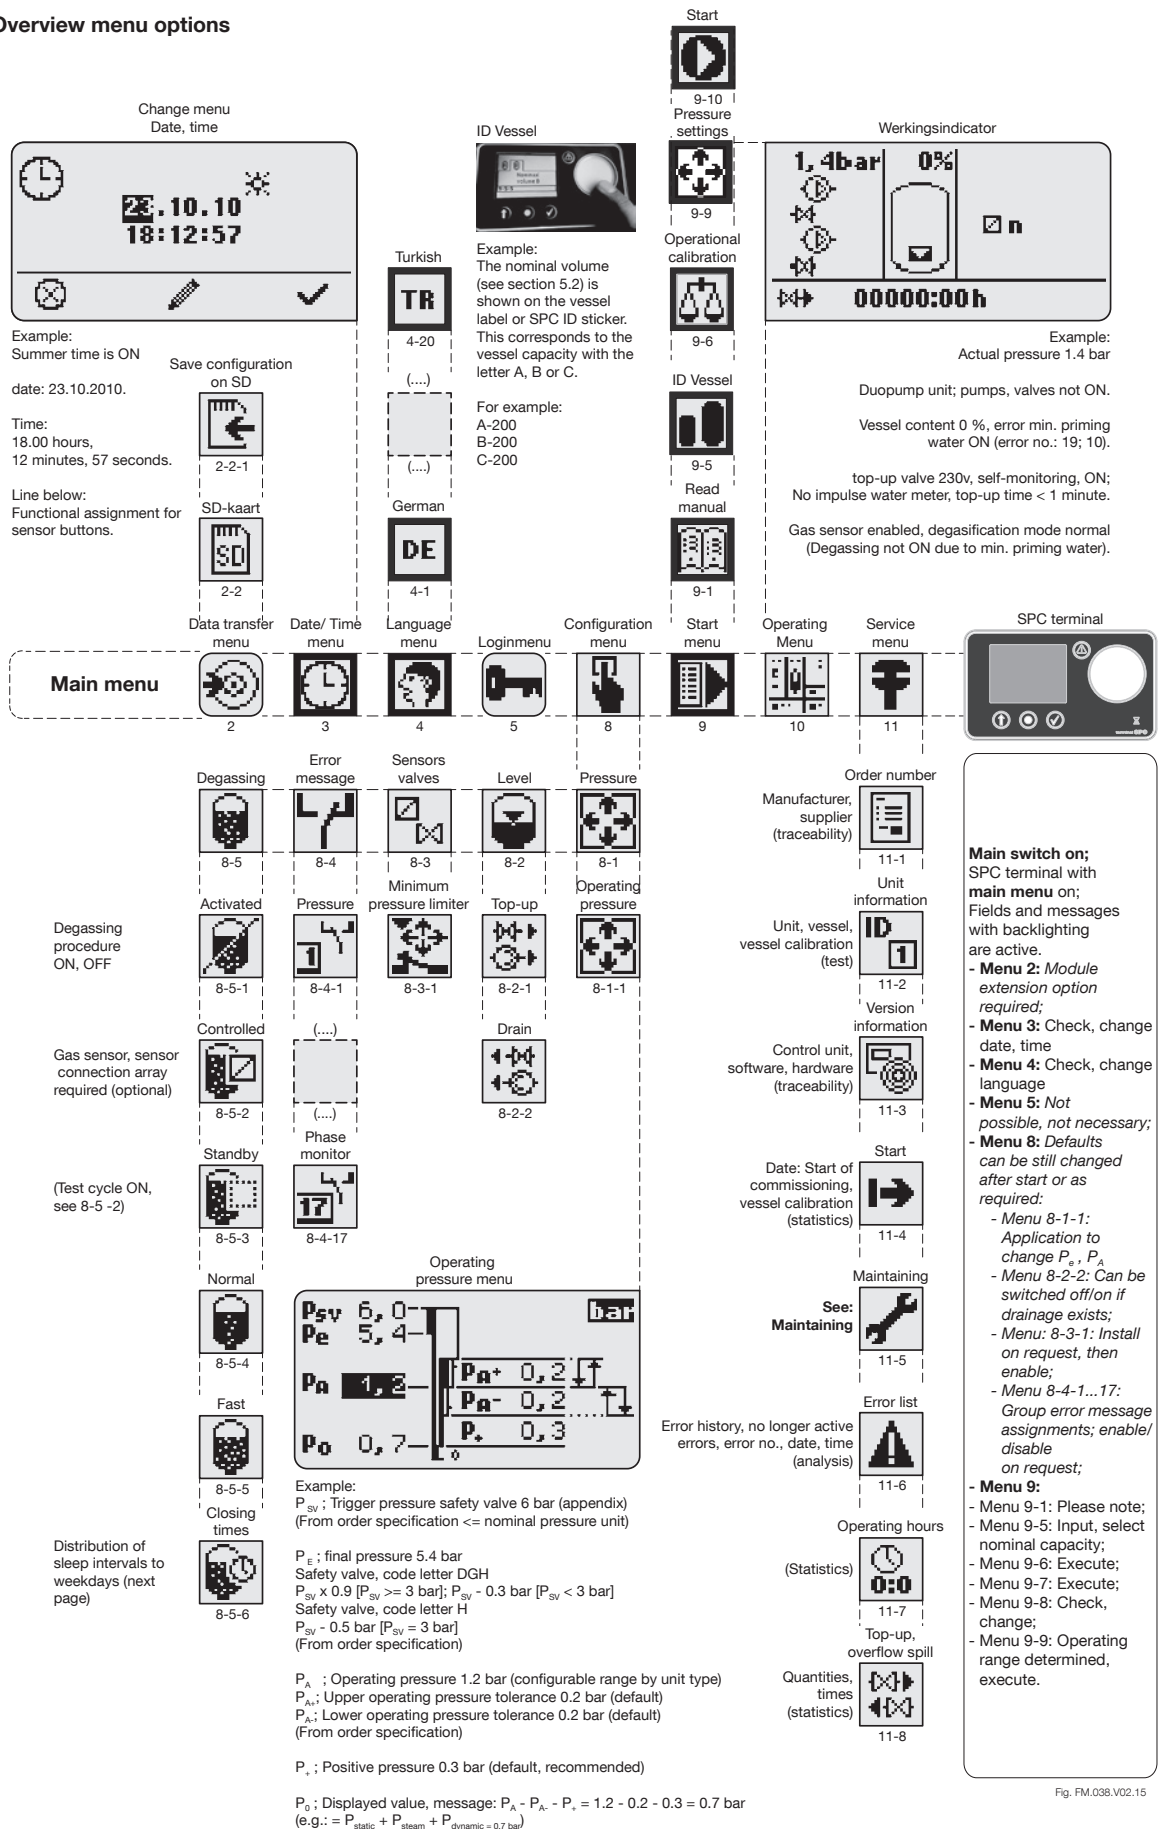 Overview menu options
Change menu
Date, time
23.10.10
18:12:57
Example:
Summer time is ON
date: 23.10.2010.
Time:
18.00 hours,
12 minutes, 57 seconds.
Line below:
Functional assignment for
sensor buttons.
Save configuration
on SD
2-2-1
SD-kaart
SD
2-2
Turkish
TR
4-20
(....)
(....)
German
DE
4-1
ID Vessel
Nominal
volume B
Example:
The nominal volume
(see section 5.2) is
shown on the vessel
label or SPC ID sticker.
This corresponds to the
vessel capacity with the
letter A, B or C.
For example:
A-200
B-200
C-200
Start
9-10
Pressure
settings
9-9
Operational
calibration
9-6
ID Vessel
9-5
Read
manual
9-1
Werkingsindicator
1,4bar 0%
n
00000:00h
Example:
Actual pressure 1.4 bar
Duopump unit; pumps, valves not ON.
Vessel content 0 %, error min. priming
water ON (error no.: 19; 10).
top-up valve 230v, self-monitoring, ON;
No impulse water meter, top-up time < 1 minute.
Gas sensor enabled, degasification mode normal
(Degassing not ON due to min. priming water).
Main menu
Data transfer
menu
2
Date/ Time
menu
3
Language
menu
4
Loginmenu
5
Configuration
menu
8
Start
menu
9
Operating
Menu
10
Service
menu
11
SPC terminal
Degassing
8-5
Error
message
8-4
Sensors
valves
8-3
Level
8-2
Pressure
8-1
Degassing
procedure
ON, OFF
Activated
8-5-1
Pressure
1
8-4-1
Minimum
pressure limiter
8-3-1
Top-up
8-2-1
Operating
pressure
8-1-1
Gas sensor, sensor
connection array
required (optional)
Controlled
8-5-2
(....)
(....)
Drain
8-2-2
(Test cycle ON,
see 8-5 -2)
Standby
8-5-3
Phase
monitor
17
8-4-17
Normal
8-5-4
Fast
8-5-5
Distribution of
sleep intervals to
weekdays (next
page)
Closing
times
8-5-6
Operating
pressure menu
Psv 6,0
bar
Pe 5,4
PA 1,2
PA+ 0,2
PA- 0,2
P+ 0,3
Po 0,7
0
Example:
P SV ; Trigger pressure safety valve 6 bar (appendix)
(From order specification <= nominal pressure unit)
P E ; final pressure 5.4 bar
Safety valve, code letter DGH
PSV x 0.9 [PSV >= 3 bar]; PSV - 0.3 bar [PSV < 3 bar]
Safety valve, code letter H
PSV - 0.5 bar [PSV = 3 bar]
(From order specification)
PA ; Operating pressure 1.2 bar (configurable range by unit type)
PA+; Upper operating pressure tolerance 0.2 bar (default)
PA-; Lower operating pressure tolerance 0.2 bar (default)
(From order specification)
P+ ; Positive pressure 0.3 bar (default, recommended)
P0 ; Displayed value, message: PA - PA- - P+ = 1.2 - 0.2 - 0.3 = 0.7 bar
(e.g.: = Pstatic + Psteam + Pdynamic = 0.7 bar)
Order number
Manufacturer,
supplier
(traceability)
11-1
Unit
information
Unit, vessel,
vessel calibration
(test)
ID
1
11-2
Version
information
Control unit,
software, hardware
(traceability)
11-3
Start
Date: Start of
commissioning,
vessel calibration
(statistics)
11-4
Maintaining
See:
Maintaining
11-5
Error list
Error history, no longer active
errors, error no., date, time
(analysis)
11-6
Operating hours
(Statistics)
0:0
11-7
Top-up,
overflow spill
Quantities,
times
(statistics)
11-8
Main switch on;
SPC terminal with
main menu on;
Fields and messages
with backlighting
are active.
- Menu 2: Module
extension option
required;
- Menu 3: Check, change
date, time
- Menu 4: Check, change
language
- Menu 5: Not
possible, not necessary;
- Menu 8: Defaults
can be still changed
after start or as
required:
- Menu 8-1-1:
Application to
change Pe , PA
- Menu 8-2-2: Can be
switched off/on if
drainage exists;
- Menu: 8-3-1: Install
on request, then
enable;
- Menu 8-4-1...17:
Group error message
assignments; enable/
disable
on request;
- Menu 9:
- Menu 9-1: Please note;
- Menu 9-5: Input, select
nominal capacity;
- Menu 9-6: Execute;
- Menu 9-7: Execute;
- Menu 9-8: Check,
change;
- Menu 9-9: Operating
range determined,
execute.
Fig. FM.038.V02.15